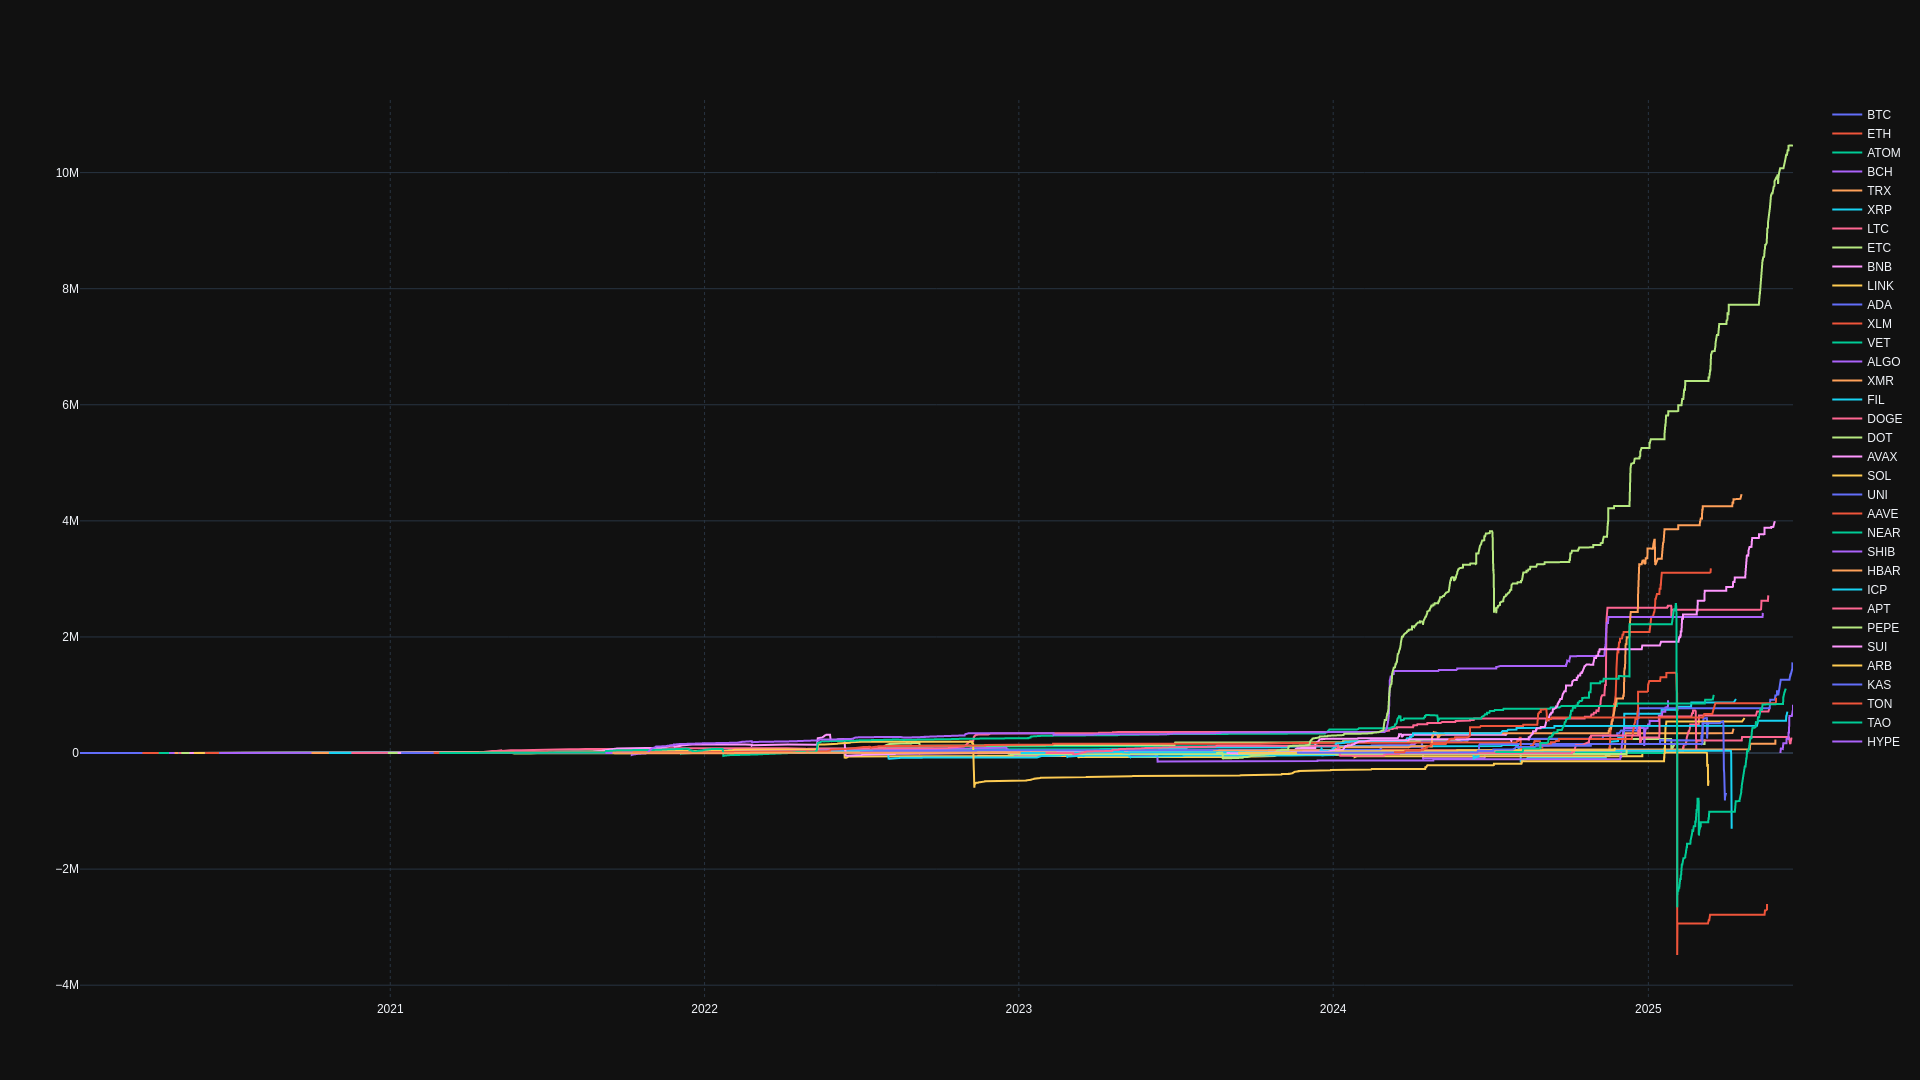 10M
8M
6M
4M
2M
0
−2M
−4M
2021
2022
2023
2024
2025
BTC
ETH
ATOM
BCH
TRX
XRP
LTC
ETC
BNB
LINK
ADA
XLM
VET
ALGO
XMR
FIL
DOGE
DOT
AVAX
SOL
UNI
AAVE
NEAR
SHIB
HBAR
ICP
APT
PEPE
SUI
ARB
KAS
TON
TAO
HYPE